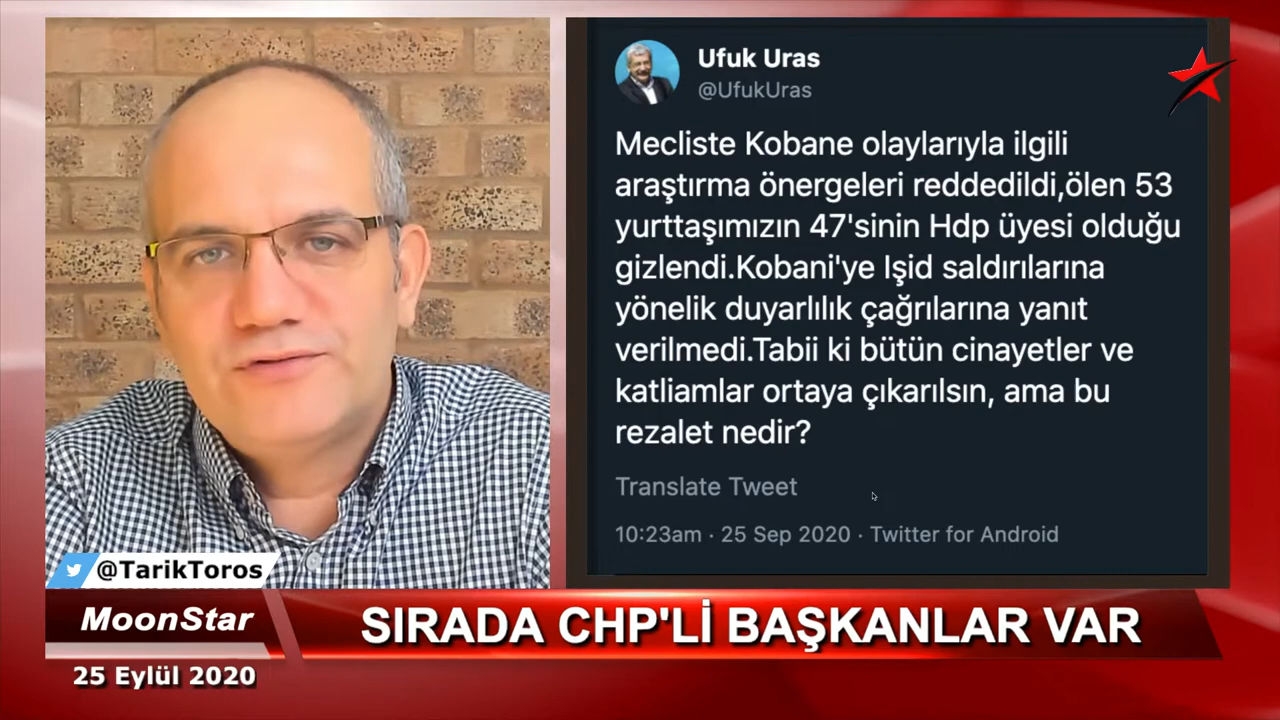 Ufuk Uras
@UfukUras
Mecliste Kobane olaylarıyla ilgili
araştırma önergeleri reddedildi,ölen 53
yurttaşımızın 47'sinin Hdp üyesi olduğu
gizlendi.Kobani'ye Işid saldırılarına
yönelik duyarlılık çağrılarına yanıt
verilmedi.Tabii ki bütün cinayetler ve
katliamlar ortaya çıkarılsın, ama bu
rezalet nedir?
Translate Tweet
10:23am · 25 Sep 2020 · Twitter for Android
@TarikToros
MoonStar
SIRADA CHP'Lİ BAŞKANLAR VAR
25 Eylül 2020